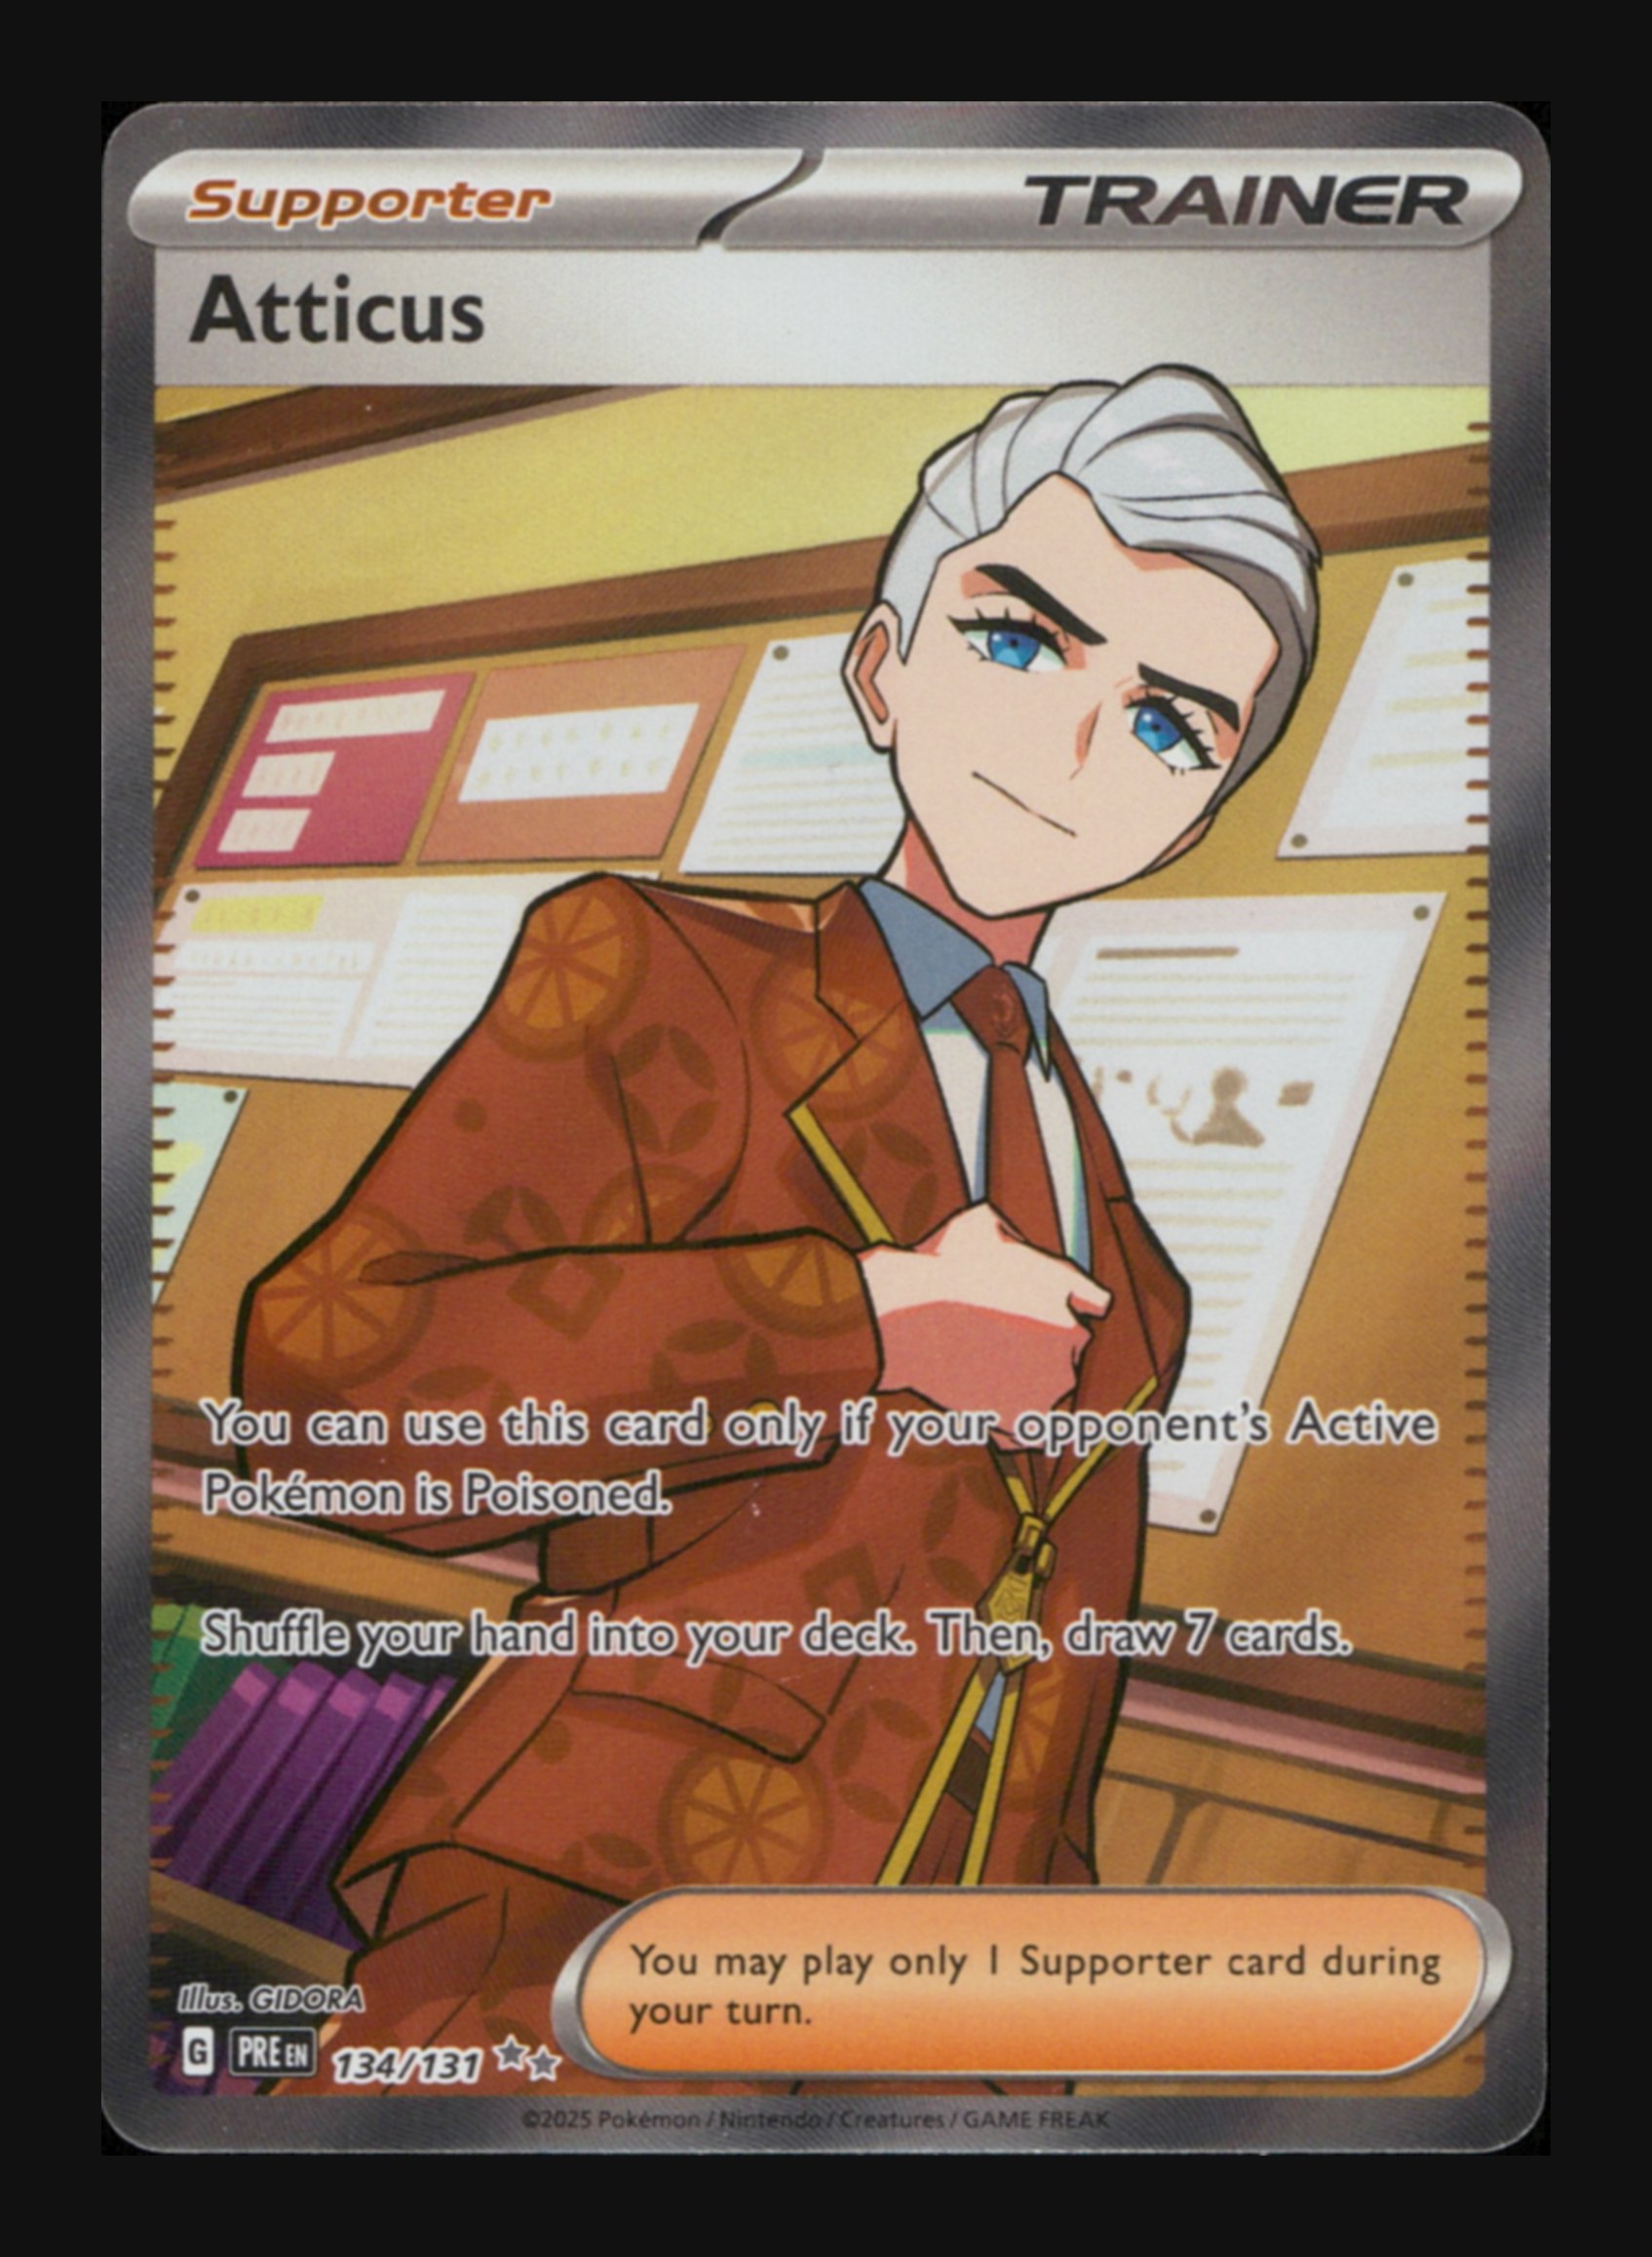 Supporter
TRAINER
Atticus
You can use this card only if your opponent's Active
Pokémon is Poisoned.
Shuffle your hand into your deck. Then, draw 7 cards.
You may play only 1 Supporter card during
your turn.
Illus. GIDORA
G PRE EN 134/131
©2025 Pokémon / Nintendo / Creatures / GAME FREAK